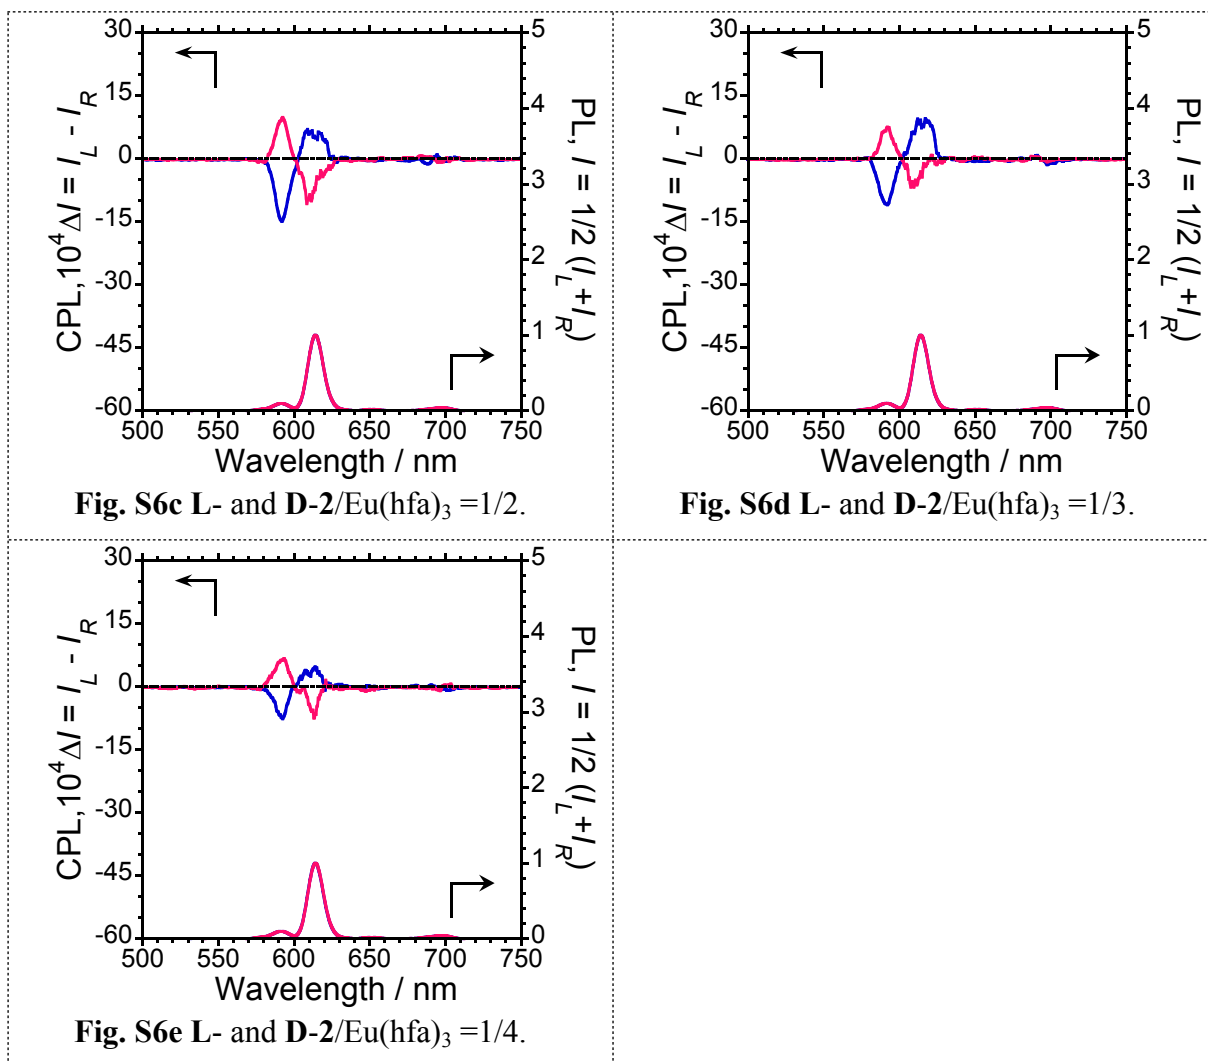 30
15
0
-15
-30
-45
-60
CPL, 10⁴ ΔI = I_L - I_R
5
4
3
2
1
0
PL, I = 1/2 (I_L+I_R)
500 550 600 650 700 750
Wavelength / nm
Fig. S6c L- and D-2/Eu(hfa)₃ =1/2.
30
15
0
-15
-30
-45
-60
CPL, 10⁴ ΔI = I_L - I_R
5
4
3
2
1
0
PL, I = 1/2 (I_L+I_R)
500 550 600 650 700 750
Wavelength / nm
Fig. S6d L- and D-2/Eu(hfa)₃ =1/3.
30
15
0
-15
-30
-45
-60
CPL, 10⁴ ΔI = I_L - I_R
5
4
3
2
1
0
PL, I = 1/2 (I_L+I_R)
500 550 600 650 700 750
Wavelength / nm
Fig. S6e L- and D-2/Eu(hfa)₃ =1/4.